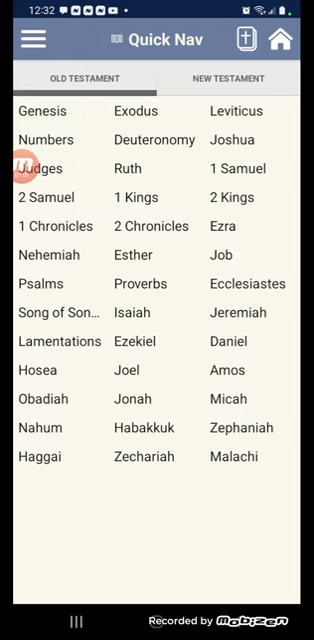 12:32
Quick Nav
OLD TESTAMENT NEW TESTAMENT
Genesis Exodus Leviticus
Numbers Deuteronomy Joshua
Judges Ruth 1 Samuel
2 Samuel 1 Kings 2 Kings
1 Chronicles 2 Chronicles Ezra
Nehemiah Esther Job
Psalms Proverbs Ecclesiastes
Song of Son... Isaiah Jeremiah
Lamentations Ezekiel Daniel
Hosea Joel Amos
Obadiah Jonah Micah
Nahum Habakkuk Zephaniah
Haggai Zechariah Malachi
Recorded by mobizen